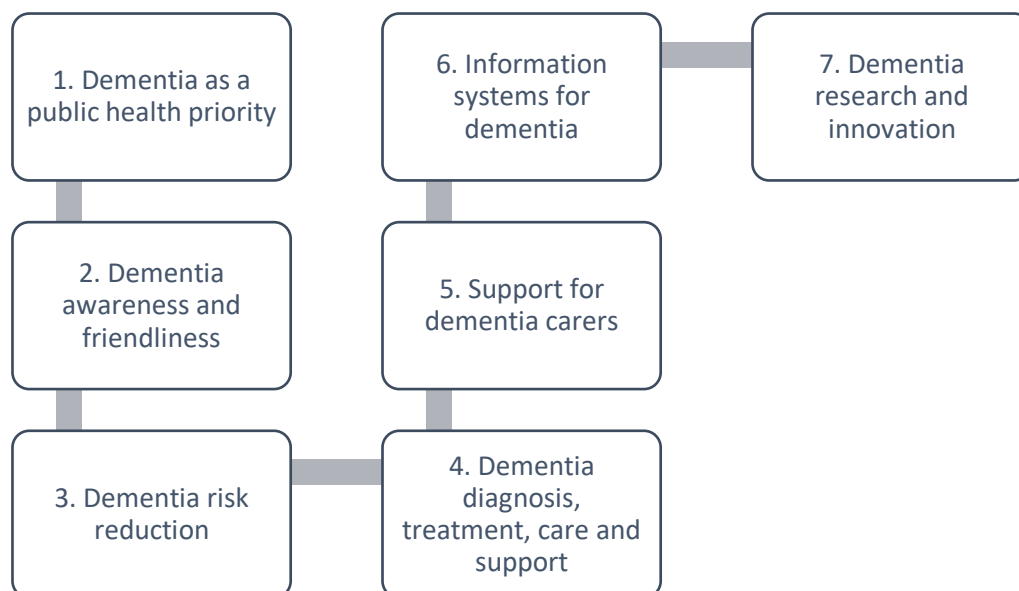 1. Dementia as a
public health priority
2. Dementia
awareness and
friendliness
3. Dementia risk
reduction
4. Dementia
diagnosis,
treatment, care and
support
5. Support for
dementia carers
6. Information
systems for
dementia
7. Dementia
research and
innovation